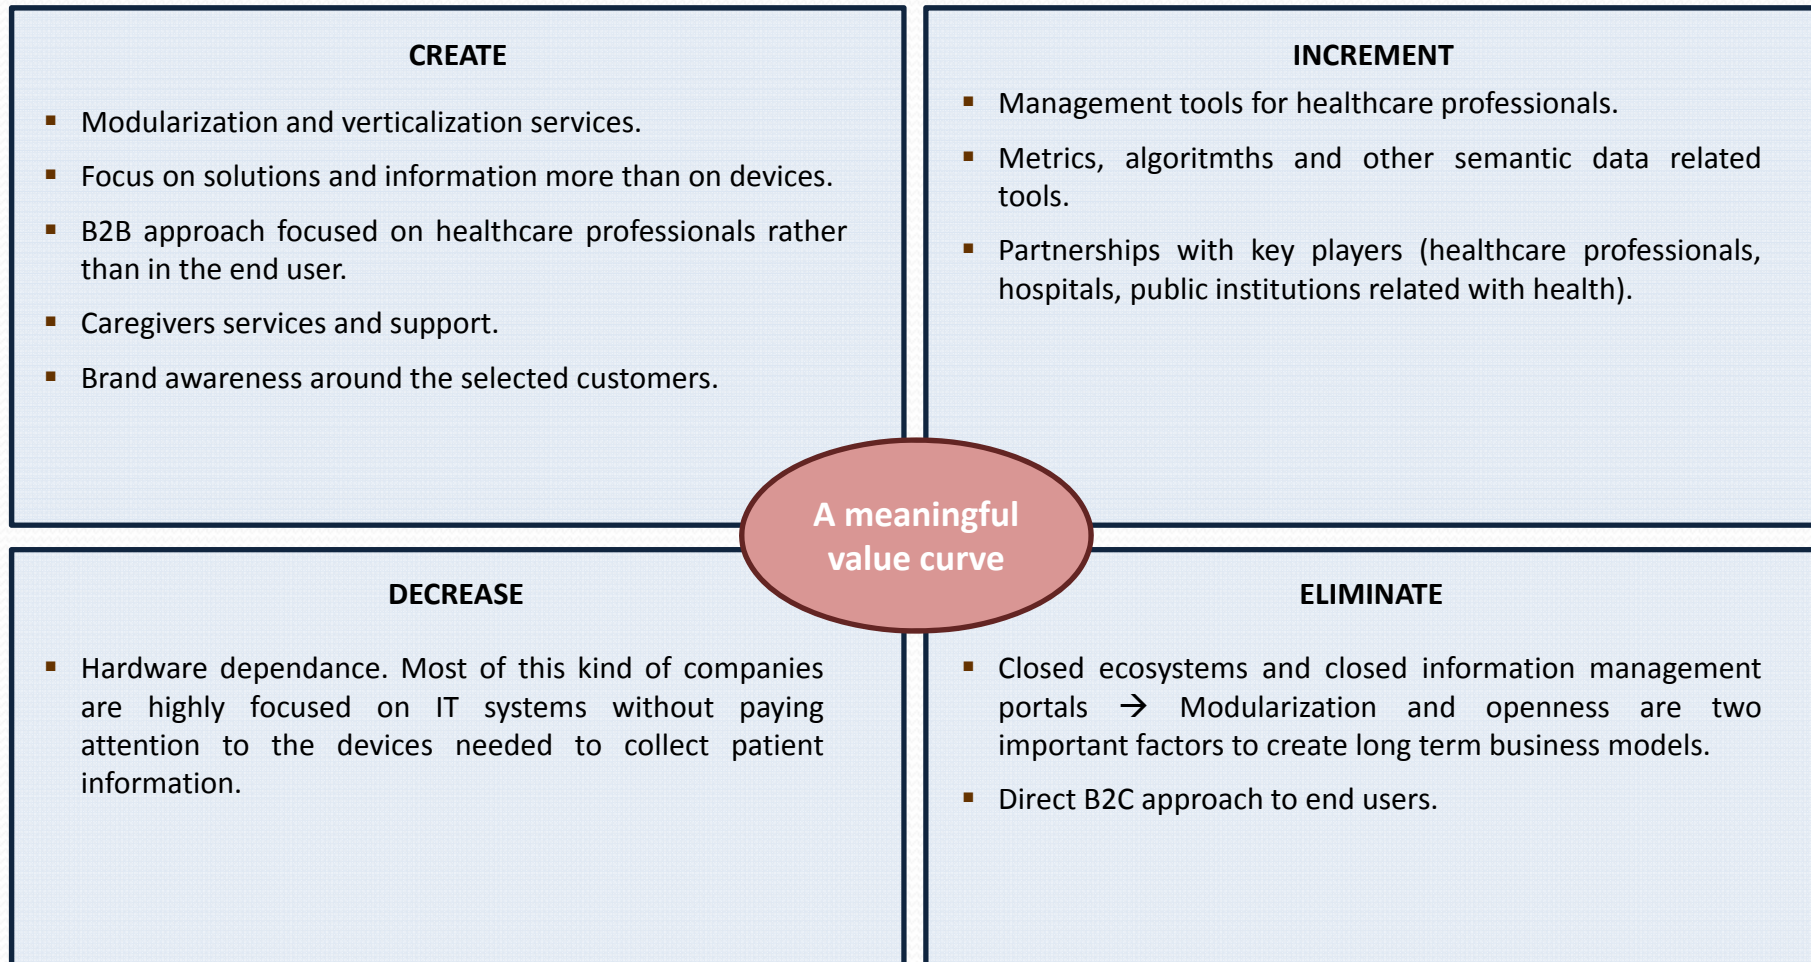 CREATE
▪ Modularization and verticalization services.
▪ Focus on solutions and information more than on devices.
▪ B2B approach focused on healthcare professionals rather
than in the end user.
▪ Caregivers services and support.
▪ Brand awareness around the selected customers.
INCREMENT
▪ Management tools for healthcare professionals.
▪ Metrics, algoritmths and other semantic data related
tools.
▪ Partnerships with key players (healthcare professionals,
hospitals, public institutions related with health).
A meaningful
value curve
DECREASE
▪ Hardware dependance. Most of this kind of companies
are highly focused on IT systems without paying
attention to the devices needed to collect patient
information.
ELIMINATE
▪ Closed ecosystems and closed information management
portals → Modularization and openness are two
important factors to create long term business models.
▪ Direct B2C approach to end users.